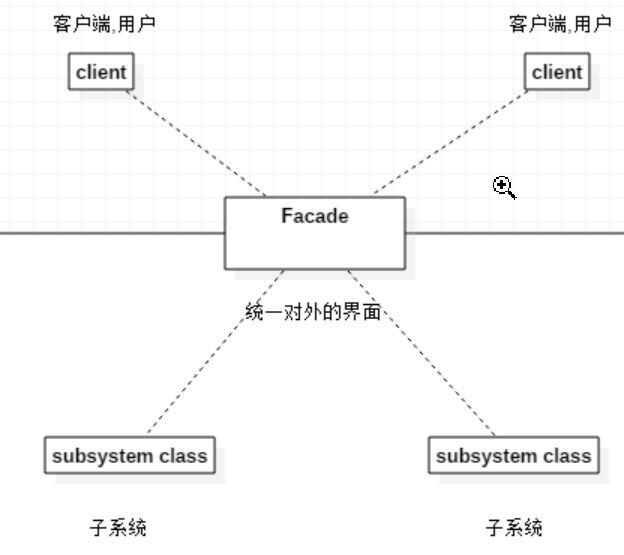 客户端,用户
客户端,用户
client
client
Facade
统一对外的界面
subsystem class
subsystem class
子系统
子系统